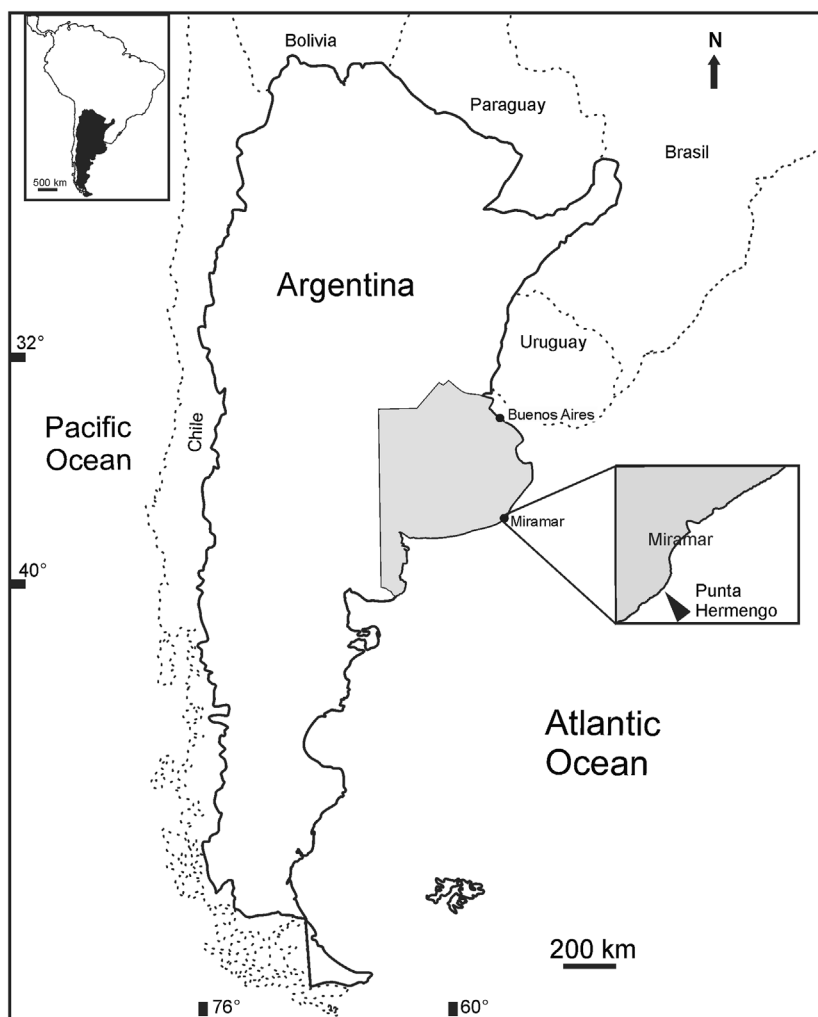 Bolivia
N
Paraguay
Brasil
500 km
Argentina
32°
Uruguay
Buenos Aires
Pacific
Ocean
Chile
Miramar
Miramar
40°
Punta
Hermengo
Atlantic
Ocean
200 km
76°
60°